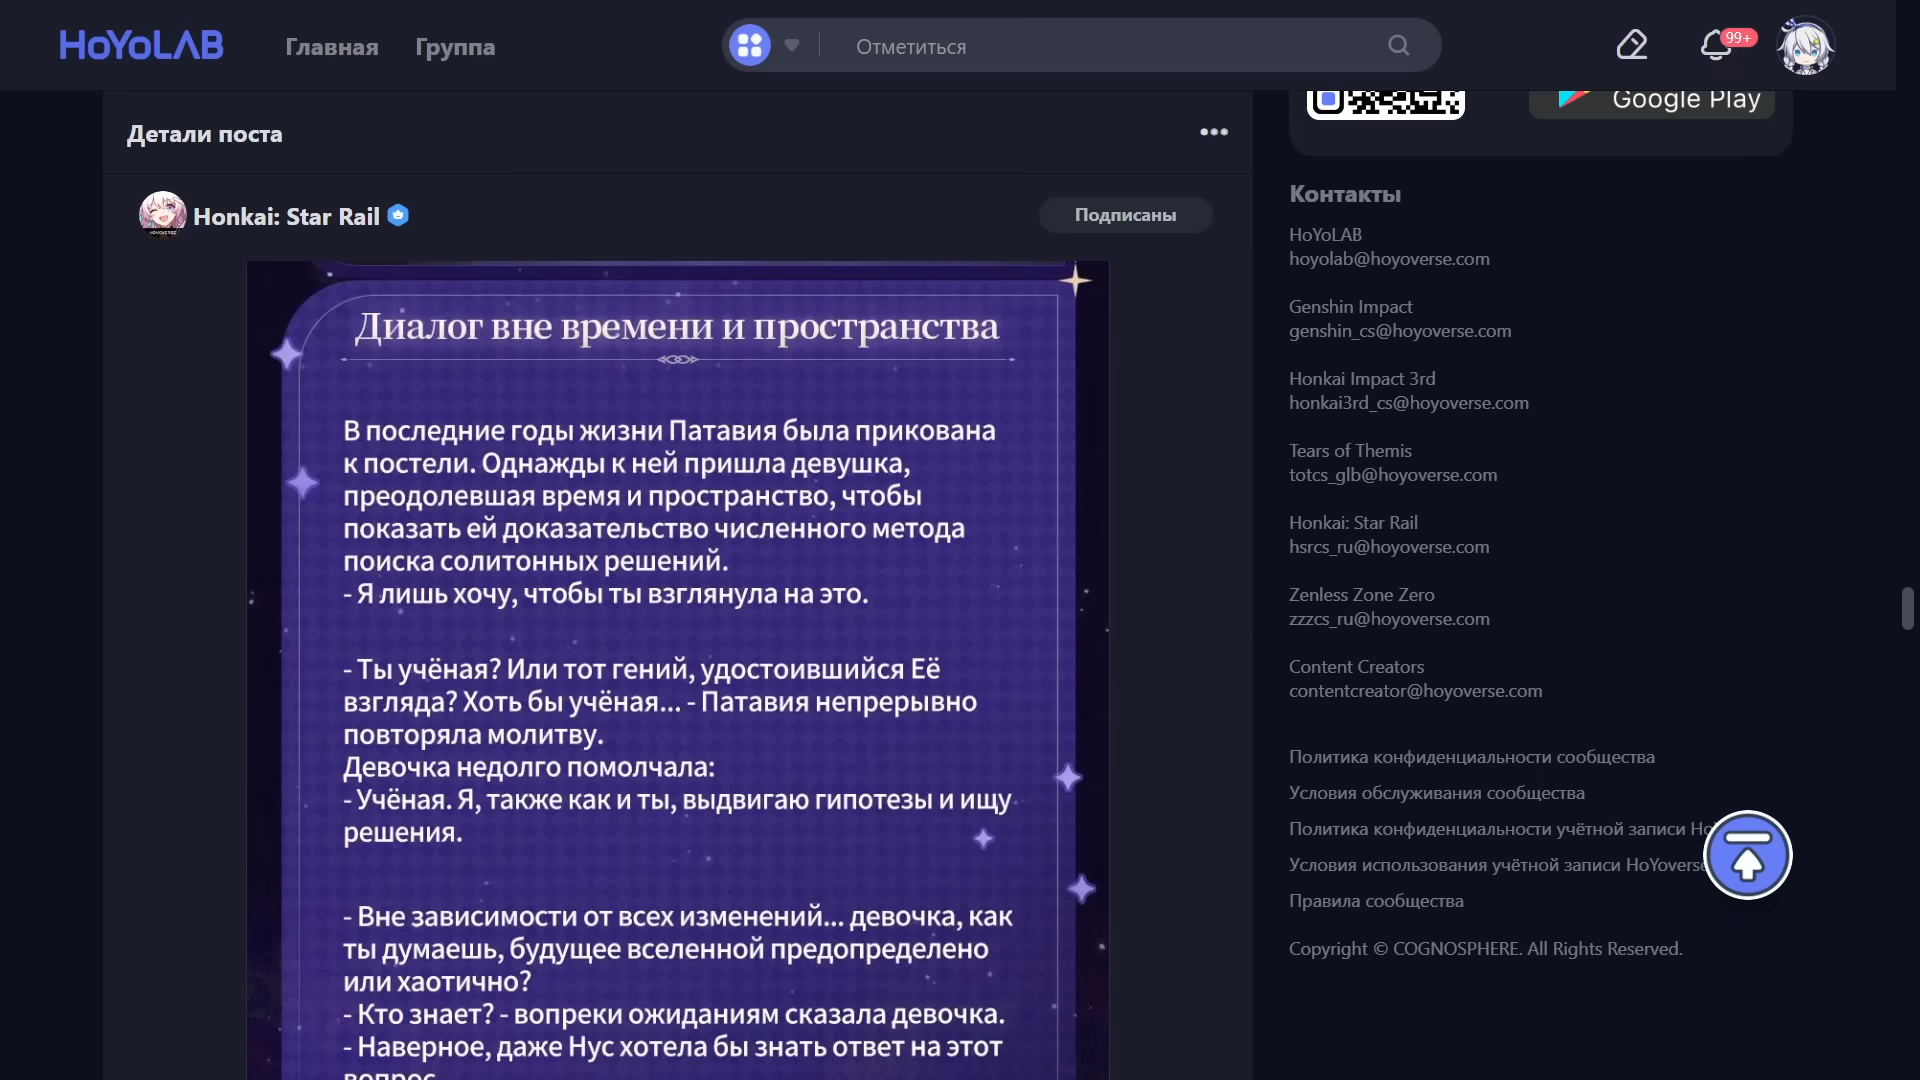 HoYoLAB
Главная
Группа
Отметиться
99+
Google Play
Детали поста
Honkai: Star Rail
Подписаны
Диалог вне времени и пространства
В последние годы жизни Патавия была прикована
к постели. Однажды к ней пришла девушка,
преодолевшая время и пространство, чтобы
показать ей доказательство численного метода
поиска солитонных решений.
- Я лишь хочу, чтобы ты взглянула на это.
- Ты учёная? Или тот гений, удостоившийся Её
взгляда? Хоть бы учёная... - Патавия непрерывно
повторяла молитву.
Девочка недолго помолчала:
- Учёная. Я, также как и ты, выдвигаю гипотезы и ищу
решения.
- Вне зависимости от всех изменений... девочка, как
ты думаешь, будущее вселенной предопределено
или хаотично?
- Кто знает? - вопреки ожиданиям сказала девочка.
- Наверное, даже Нус хотела бы знать ответ на этот
вопрос
Контакты
HoYoLAB
hoyolab@hoyoverse.com
Genshin Impact
genshin_cs@hoyoverse.com
Honkai Impact 3rd
honkai3rd_cs@hoyoverse.com
Tears of Themis
totcs_glb@hoyoverse.com
Honkai: Star Rail
hsrcs_ru@hoyoverse.com
Zenless Zone Zero
zzzcs_ru@hoyoverse.com
Content Creators
contentcreator@hoyoverse.com
Политика конфиденциальности сообщества
Условия обслуживания сообщества
Политика конфиденциальности учётной записи
Условия использования учётной записи HoYoverse
Правила сообщества
Copyright © COGNOSPHERE. All Rights Reserved.